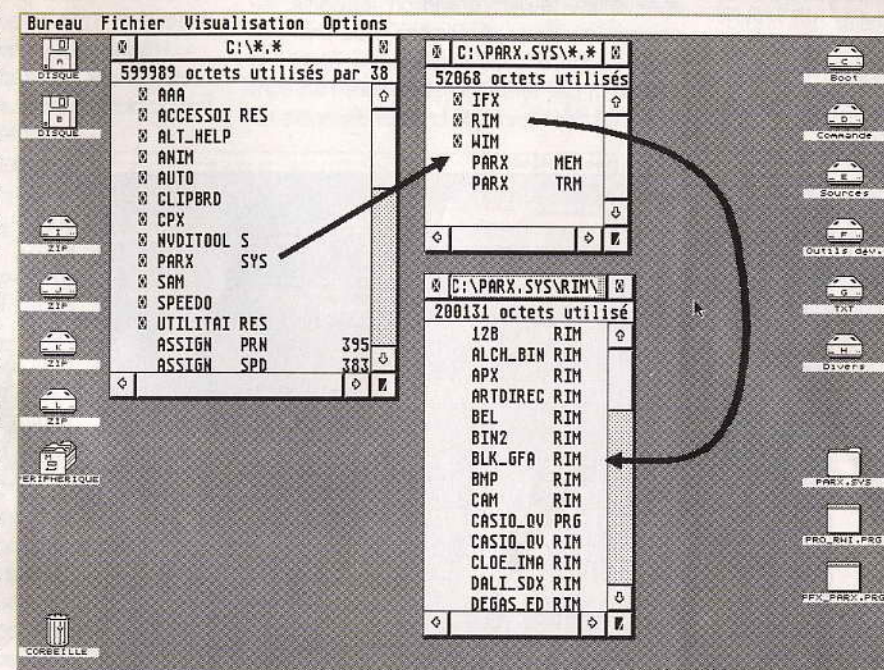 Bureau Fichier Visualisation Options
C:\*.*
599989 octets utilisés par 38
AAA
ACCESSOI RES
ALT_HELP
ANIM
AUTO
CLIPBRD
CPX
NVDITOOL S
PARX SYS
SAM
SPEEDO
UTILITAI RES
ASSIGN PRN 395
ASSIGN SPD 383
C:\PARX.SYS\*.*
52068 octets utilisés
IFX
RIM
WIM
PARX MEM
PARX TRM
C:\PARX.SYS\RIM\
200131 octets utilisé
12B RIM
ALCH_BIN RIM
APX RIM
ARTDIREC RIM
BEL RIM
BIN2 RIM
BLK_GFA RIM
BMP RIM
CAM RIM
CASIO_QV PRG
CASIO_QV RIM
CLOE_IMA RIM
DALI_SDX RIM
DEGAS_ED RIM
A
DISQUE
B
DISQUE
I
ZIP
J
ZIP
K
ZIP
L
ZIP
M
PERIPHERIQUE
CORBEILLE
C
Boot
D
Commande
E
Sources
F
Outils dév.
G
TXT
H
Divers
PARX.SYS
PRO_RWI.PRG
PFX_PARX.PRG